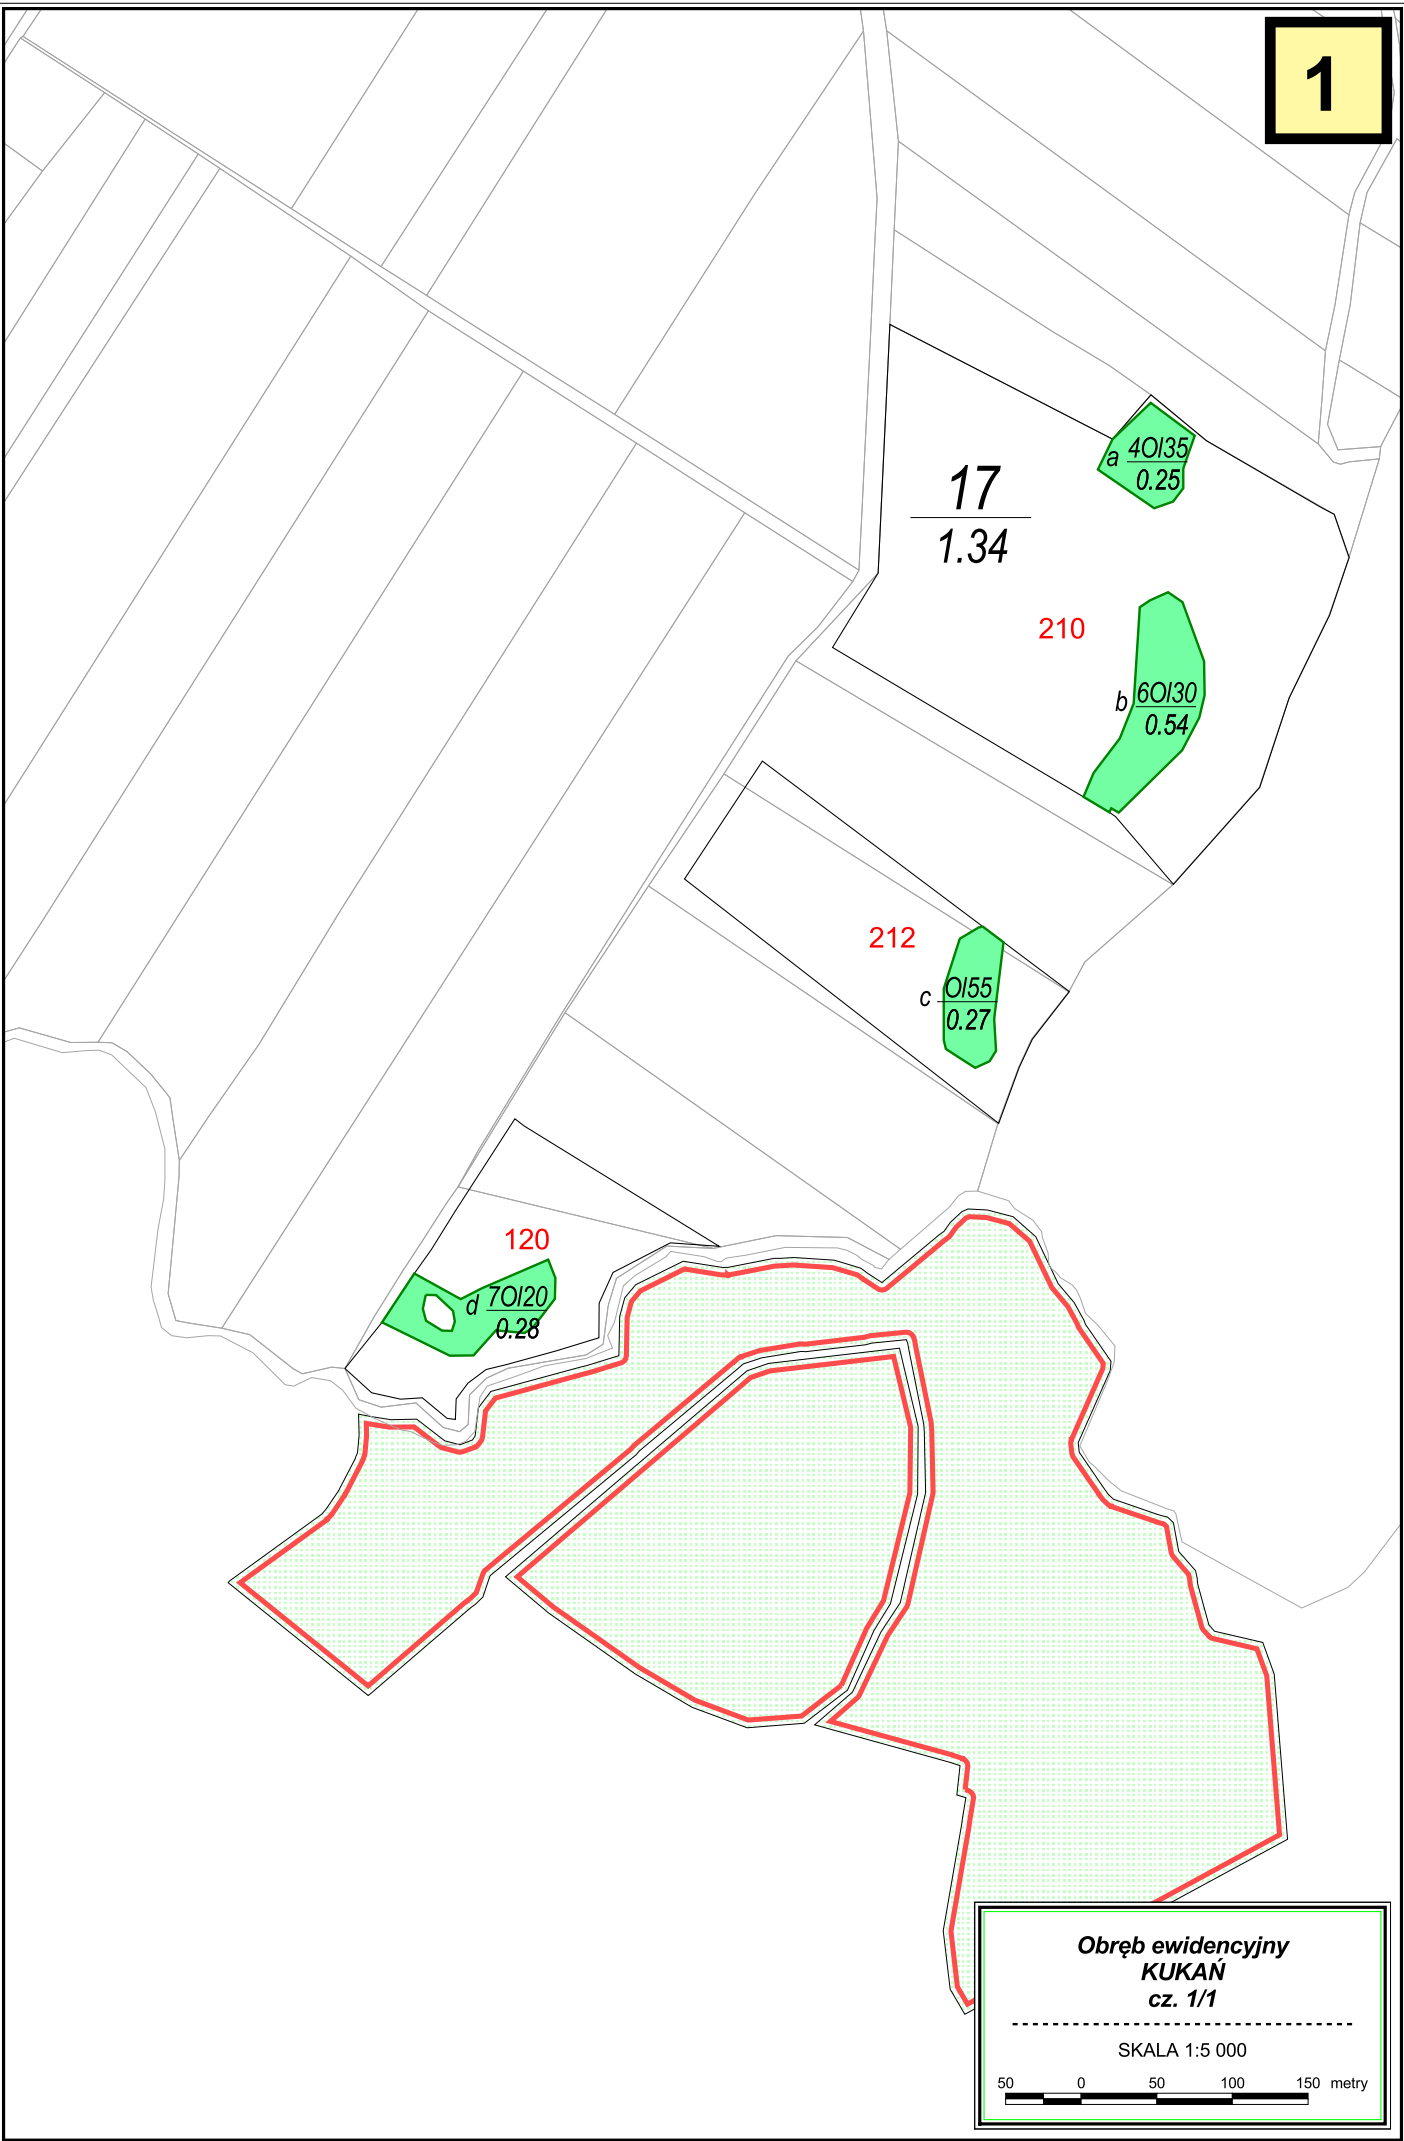 1
a 4Ol35
0.25
17
1.34
210
b 6Ol30
0.54
212
c Ol55
0.27
120
d 7Ol20
0.28
Obręb ewidencyjny
KUKAŃ
cz. 1/1
SKALA 1:5 000
50 0 50 100 150 metry